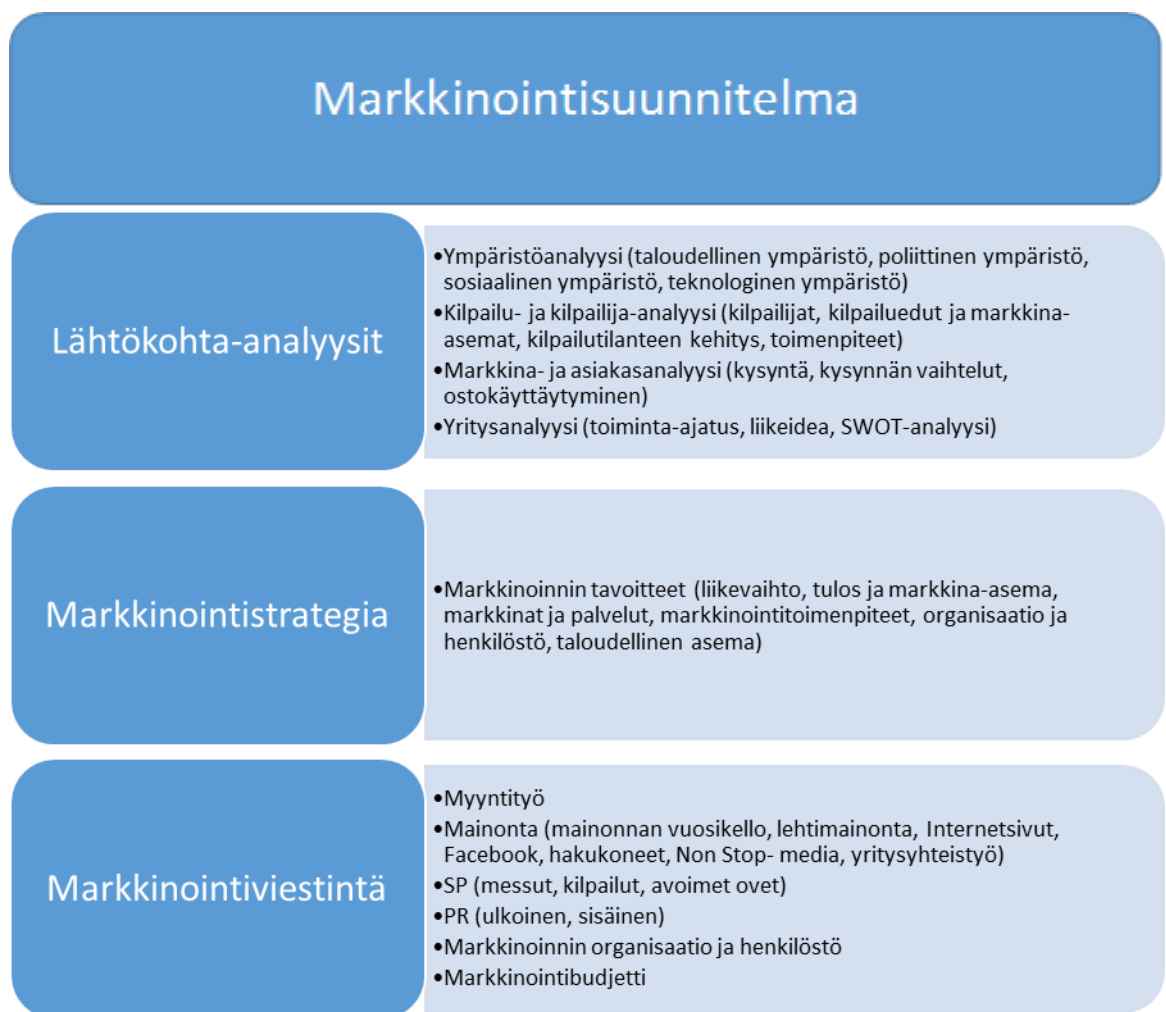 Markkinointisuunnitelma
Lähtökohta-analyysit
•Ympäristöanalyysi (taloudellinen ympäristö, poliittinen ympäristö,
sosiaalinen ympäristö, teknologinen ympäristö)
•Kilpailu- ja kilpailija-analyysi (kilpailijat, kilpailuedut ja markkina-
asemat, kilpailutilanteen kehitys, toimenpiteet)
•Markkina- ja asiakasanalyysi (kysyntä, kysynnän vaihtelut,
ostokäyttäytyminen)
•Yritysanalyysi (toiminta-ajatus, liikeidea, SWOT-analyysi)
Markkinointistrategia
•Markkinoinnin tavoitteet (liikevaihto, tulos ja markkina-asema,
markkinat ja palvelut, markkinointitoimenpiteet, organisaatio ja
henkilöstö, taloudellinen asema)
Markkinointiviestintä
•Myyntityö
•Mainonta (mainonnan vuosikello, lehtimainonta, Internetsivut,
Facebook, hakukoneet, Non Stop- media, yritysyhteistyö)
•SP (messut, kilpailut, avoimet ovet)
•PR (ulkoinen, sisäinen)
•Markkinoinnin organisaatio ja henkilöstö
•Markkinointibudjetti